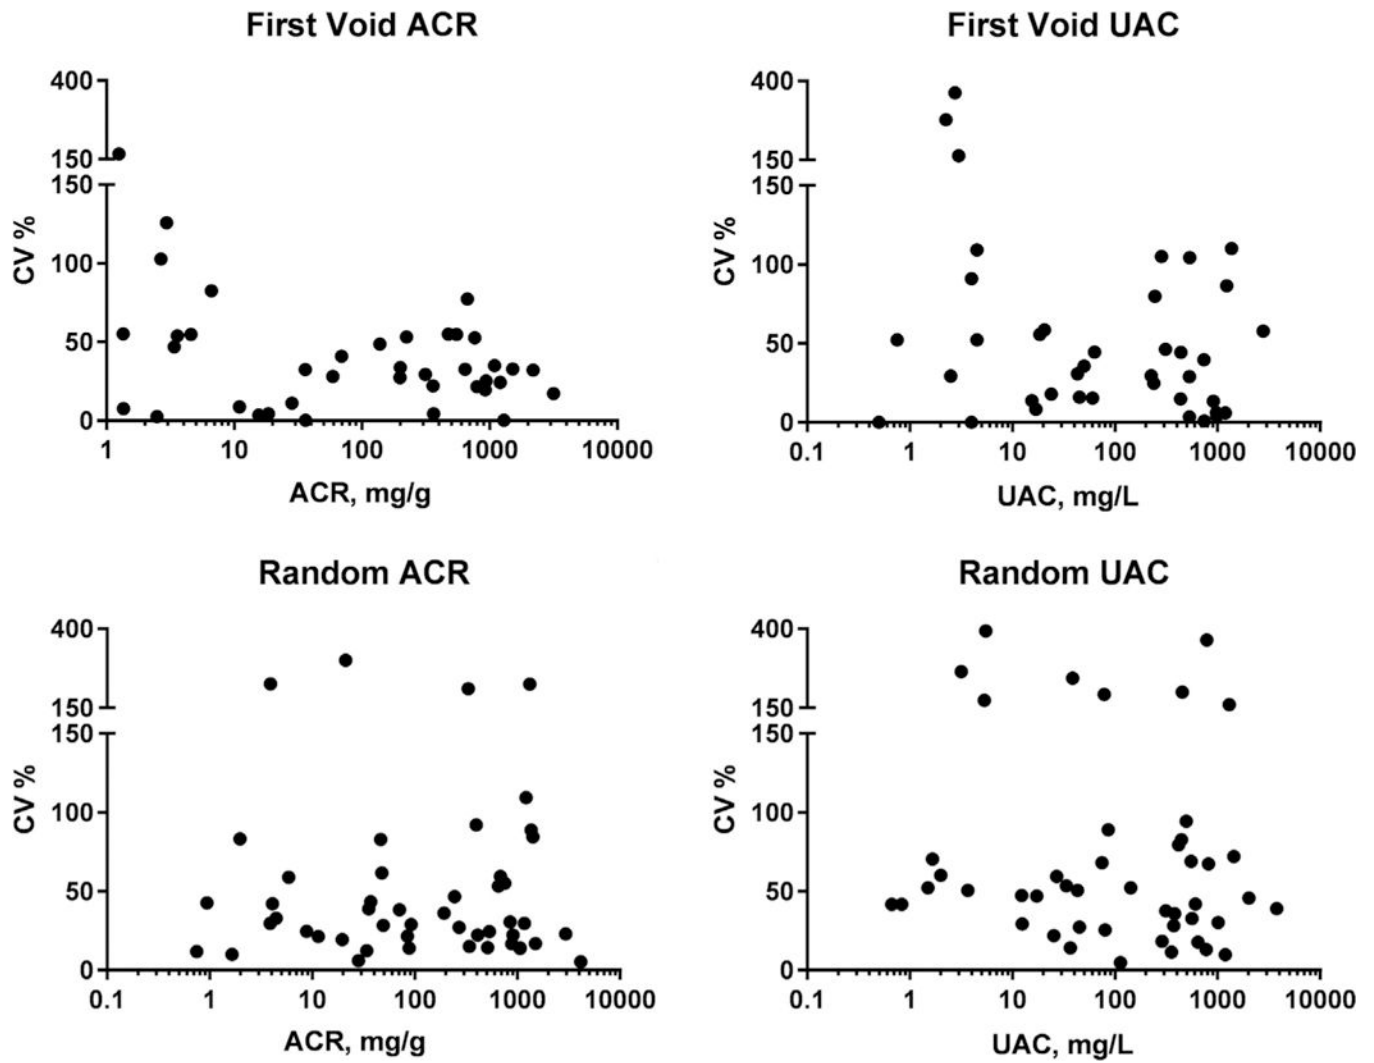 First Void ACR
400
150
150
100
50
0
CV %
1 10 100 1000 10000
ACR, mg/g
First Void UAC
400
150
150
100
50
0
CV %
0.1 1 10 100 1000 10000
UAC, mg/L
Random ACR
400
150
150
100
50
0
CV %
0.1 1 10 100 1000 10000
ACR, mg/g
Random UAC
400
150
150
100
50
0
CV %
0.1 1 10 100 1000 10000
UAC, mg/L